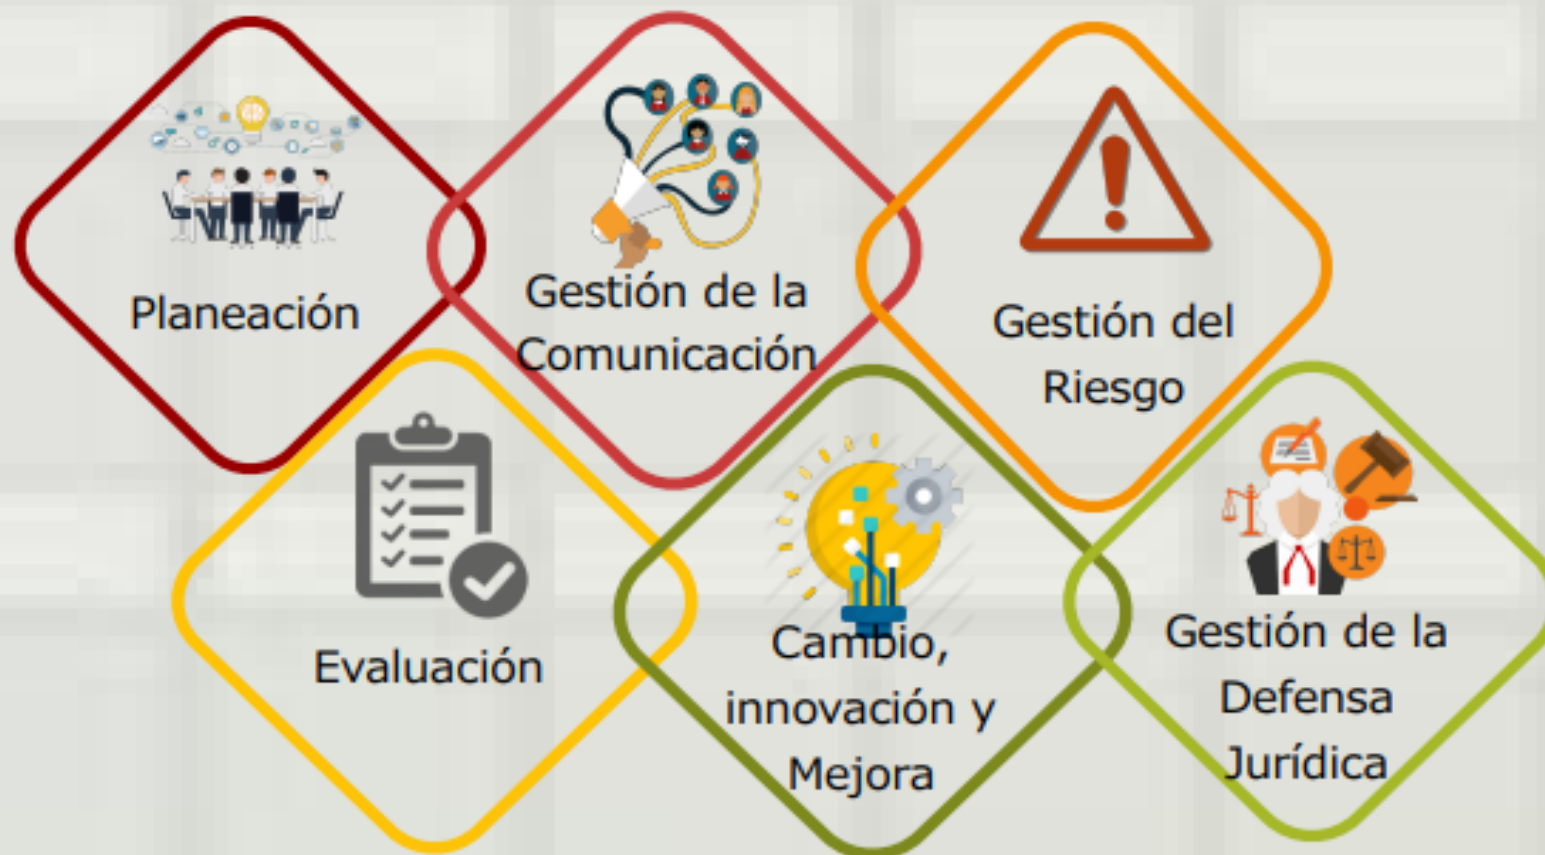 Planeación
Gestión de la
Comunicación
Gestión del
Riesgo
Evaluación
Cambio,
innovación y
Mejora
Gestión de la
Defensa
Jurídica